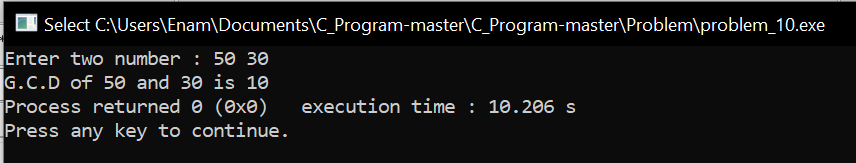 Select C:\Users\Enam\Documents\C_Program-master\C_Program-master\Problem\problem_10.exe
Enter two number : 50 30
G.C.D of 50 and 30 is 10
Process returned 0 (0x0)   execution time : 10.206 s
Press any key to continue.